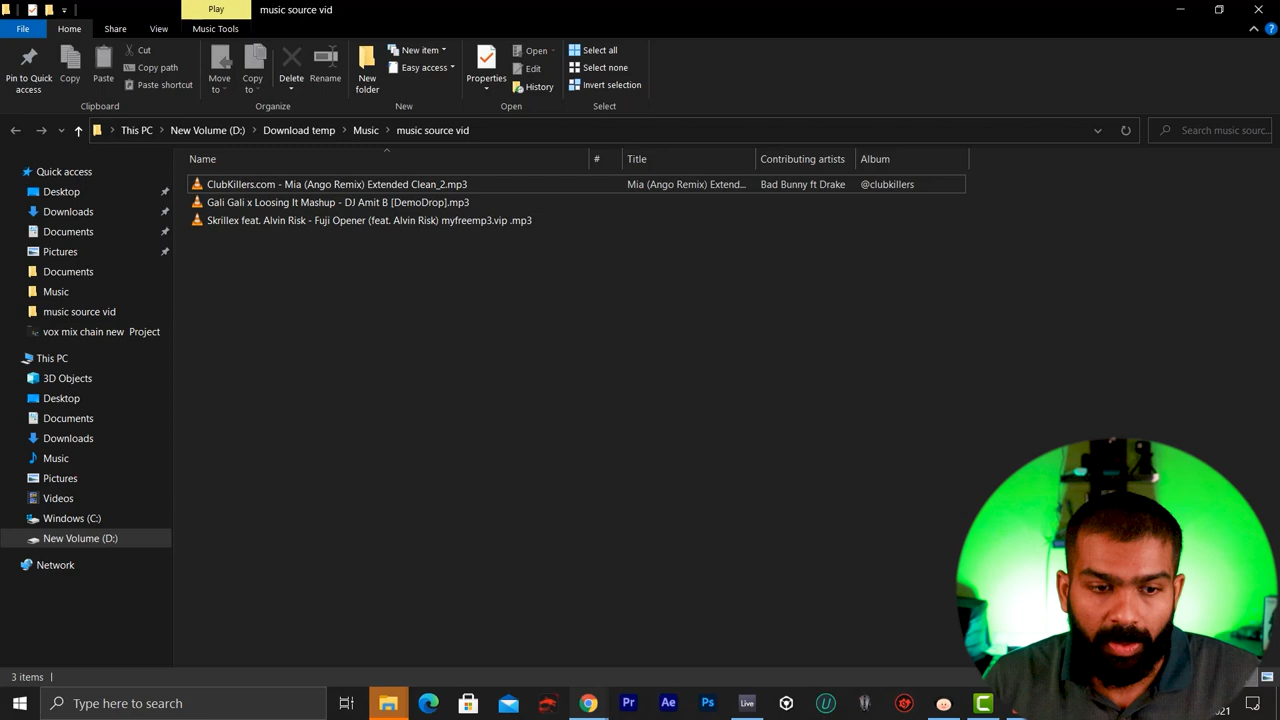 Play
music source vid
File
Home
Share
View
Music Tools
Pin to Quick access
Copy
Paste
Cut
Copy path
Paste shortcut
Clipboard
Move to
Copy to
Delete
Rename
Organize
New folder
New item
Easy access
New
Properties
Open
Edit
History
Open
Select all
Select none
Invert selection
Select
This PC
New Volume (D:)
Download temp
Music
music source vid
Search music sourc...
Name
#
Title
Contributing artists
Album
ClubKillers.com - Mia (Ango Remix) Extended Clean_2.mp3
Mia (Ango Remix) Extend...
Bad Bunny ft Drake
@clubkillers
Gali Gali x Loosing It Mashup - DJ Amit B [DemoDrop].mp3
Skrillex feat. Alvin Risk - Fuji Opener (feat. Alvin Risk) myfreemp3.vip .mp3
Quick access
Desktop
Downloads
Documents
Pictures
Documents
Music
music source vid
vox mix chain new Project
This PC
3D Objects
Desktop
Documents
Downloads
Music
Pictures
Videos
Windows (C:)
New Volume (D:)
Network
3 items
Type here to search
Pr
Ae
Ps
Live